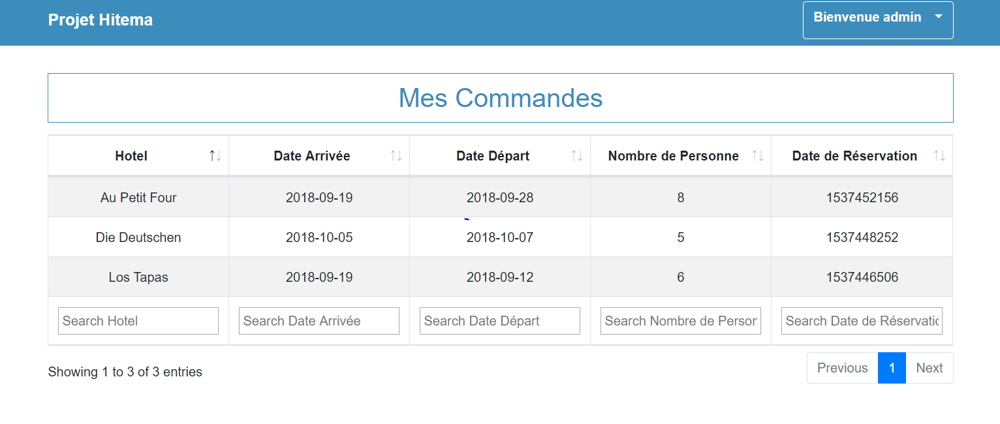 Projet Hitema
Bienvenue admin
Mes Commandes
Hotel Date Arrivée Date Départ Nombre de Personne Date de Réservation
Au Petit Four 2018-09-19 2018-09-28 8 1537452156
Die Deutschen 2018-10-05 2018-10-07 5 1537448252
Los Tapas 2018-09-19 2018-09-12 6 1537446506
Search Hotel Search Date Arrivée Search Date Départ Search Nombre de Person Search Date de Réservatio
Showing 1 to 3 of 3 entries
Previous 1 Next